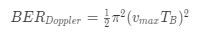 $BER_{Doppler} = \frac{1}{2}\pi^2(v_{max}T_B)^2$